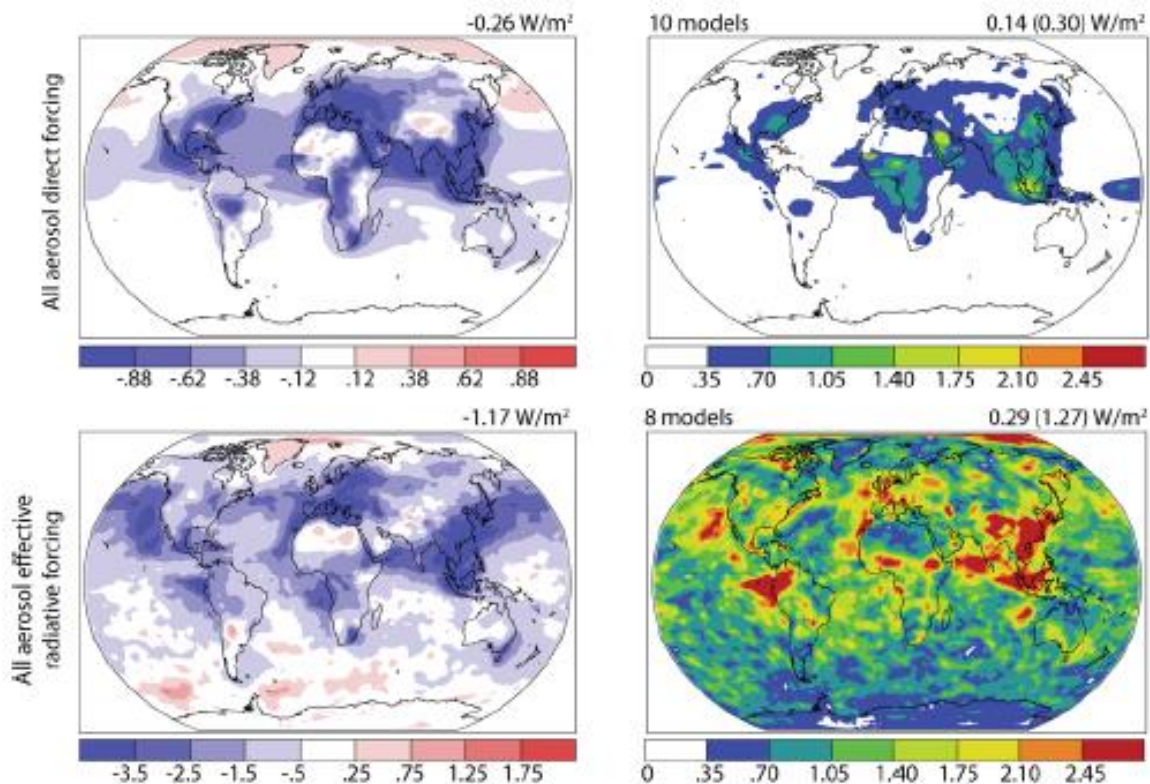 -0.26 W/m²
10 models 0.14 (0.30) W/m²
All aerosol direct forcing
-.88 -.62 -.38 -.12 .12 .38 .62 .88
0 .35 .70 1.05 1.40 1.75 2.10 2.45
-1.17 W/m²
8 models 0.29 (1.27) W/m²
All aerosol effective
radiative forcing
-3.5 -2.5 -1.5 -.5 .25 .75 1.25 1.75
0 .35 .70 1.05 1.40 1.75 2.10 2.45